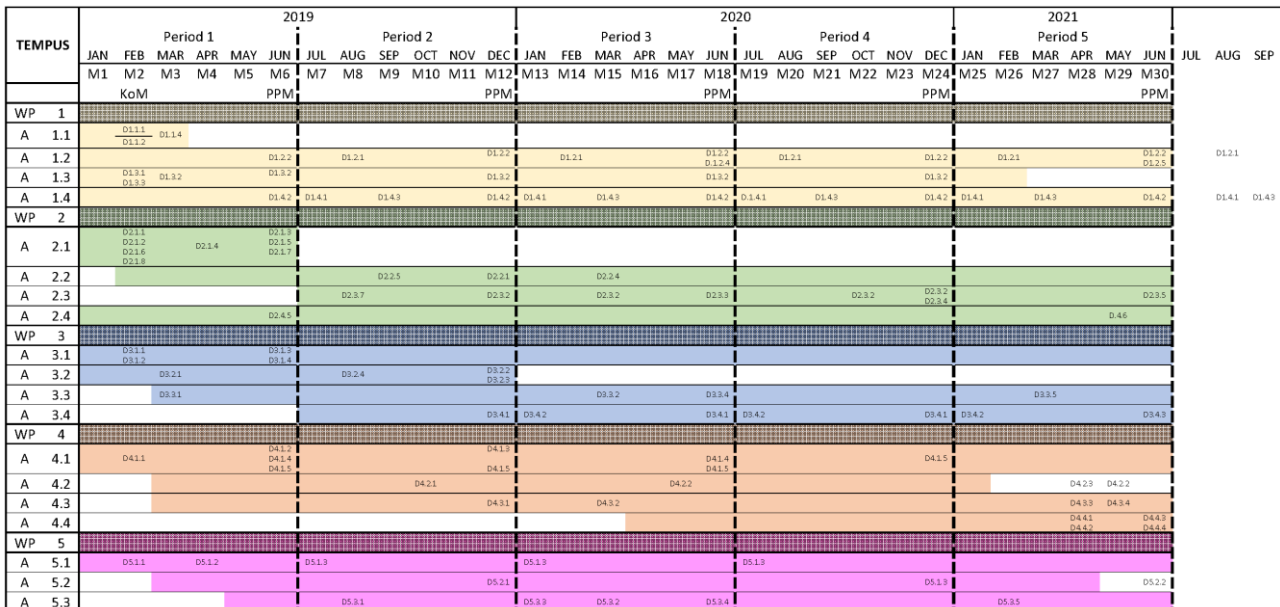 2019 2020 2021
TEMPUS Period 1 Period 2 Period 3 Period 4 Period 5
JAN FEB MAR APR MAY JUN JUL AUG SEP OCT NOV DEC JAN FEB MAR APR MAY JUN JUL AUG SEP OCT NOV DEC JAN FEB MAR APR MAY JUN JUL AUG SEP
M1 M2 M3 M4 M5 M6 M7 M8 M9 M10 M11 M12 M13 M14 M15 M16 M17 M18 M19 M20 M21 M22 M23 M24 M25 M26 M27 M28 M29 M30
KoM PPM PPM PPM PPM PPM
WP 1
A 1.1 D1.1.1 D1.1.4
D1.1.2
A 1.2 D1.2.2 D1.2.1 D1.2.2 D1.2.1 D1.2.2 D1.2.1 D1.2.2 D1.2.1 D1.2.2 D1.2.1
D.1.2.4 D1.2.5
A 1.3 D1.3.1 D1.3.2 D1.3.2 D1.3.2 D1.3.2 D1.3.2
D1.3.3
A 1.4 D1.4.2 D1.4.1 D1.4.3 D1.4.2 D1.4.1 D1.4.3 D1.4.2 D.1.4.1 D1.4.3 D1.4.2 D1.4.1 D1.4.3 D1.4.2 D1.4.1 D1.4.3
WP 2
D2.1.1 D2.1.3
A 2.1 D2.1.2 D2.1.4 D2.1.5
D2.1.6 D2.1.7
D2.1.8
A 2.2 D2.2.5 D2.2.1 D2.2.4
A 2.3 D2.3.7 D2.3.2 D2.3.2 D2.3.3 D2.3.2 D2.3.2 D2.3.5
D2.3.4
A 2.4 D2.4.5 D.4.6
WP 3
A 3.1 D3.1.1 D3.1.3
D3.1.2 D3.1.4
A 3.2 D3.2.1 D3.2.4 D3.2.2
D3.2.3
A 3.3 D3.3.1 D3.3.2 D3.3.4 D3.3.5
A 3.4 D3.4.1 D3.4.2 D3.4.1 D3.4.2 D3.4.1 D3.4.2 D3.4.3
WP 4
D4.1.2 D4.1.3
A 4.1 D4.1.1 D4.1.4 D4.1.4 D4.1.5
D4.1.5 D4.1.5 D4.1.5
A 4.2 D4.2.1 D4.2.2 D4.2.3 D4.2.2
A 4.3 D4.3.1 D4.3.2 D4.3.3 D4.3.4
A 4.4 D4.4.1 D4.4.3
D4.4.2 D4.4.4
WP 5
A 5.1 D5.1.1 D5.1.2 D5.1.3 D5.1.3 D5.1.3
A 5.2 D5.2.1 D5.1.3 D5.2.2
A 5.3 D5.3.1 D5.3.3 D5.3.2 D5.3.4 D5.3.5